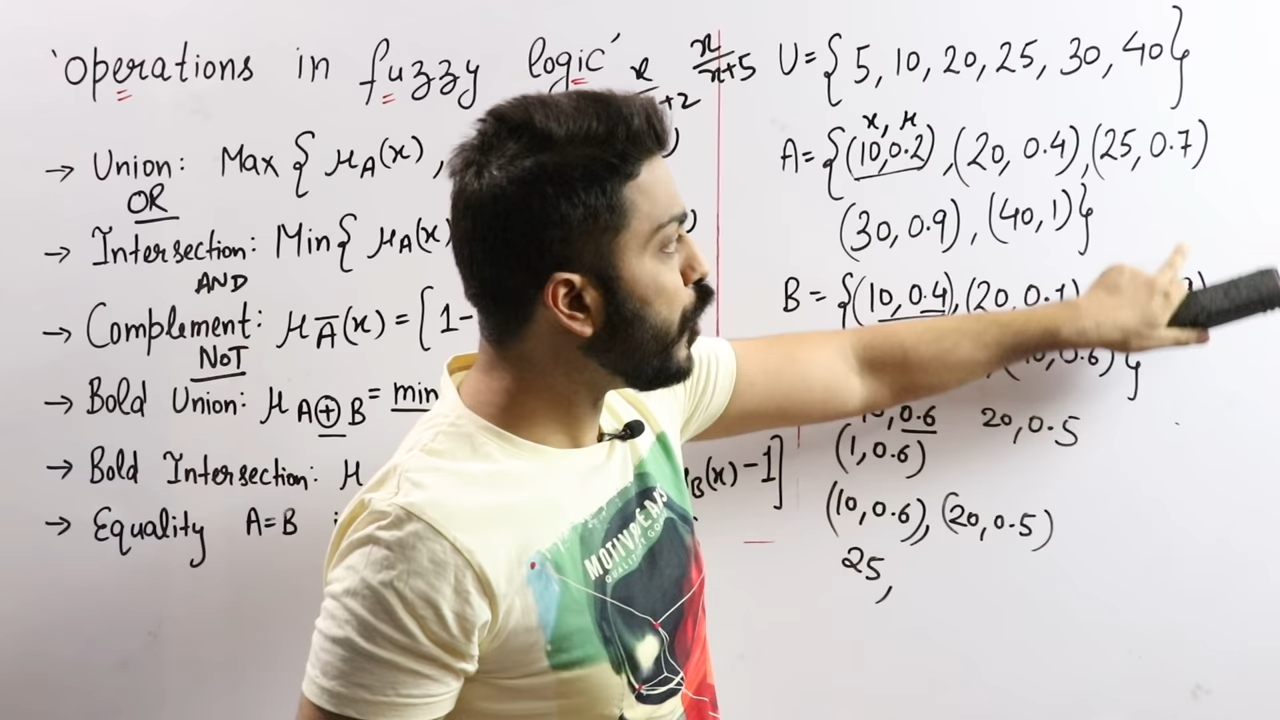 'Operations in fuzzy logic'
x
+2
x/x+5
→ Union: Max { μA(x) ,
OR
→ Intersection: Min{ μA(x)
AND
→ Complement: μĀ(x) = [1-
NOT
→ Bold Union: μA⊕B = min
→ Bold Intersection: μ
B(x) -1]
→ Equality A=B
U = {5, 10, 20, 25, 30, 40}
x, μ
A = {(10,0.2), (20, 0.4), (25, 0.7)
(30, 0.9), (40, 1)}
B = {(10, 0.4), (20, 0.1)
0.6)}
0.6 20, 0.5
(1, 0.6)
(10, 0.6), (20, 0.5)
25,
MOTIVPEAKS